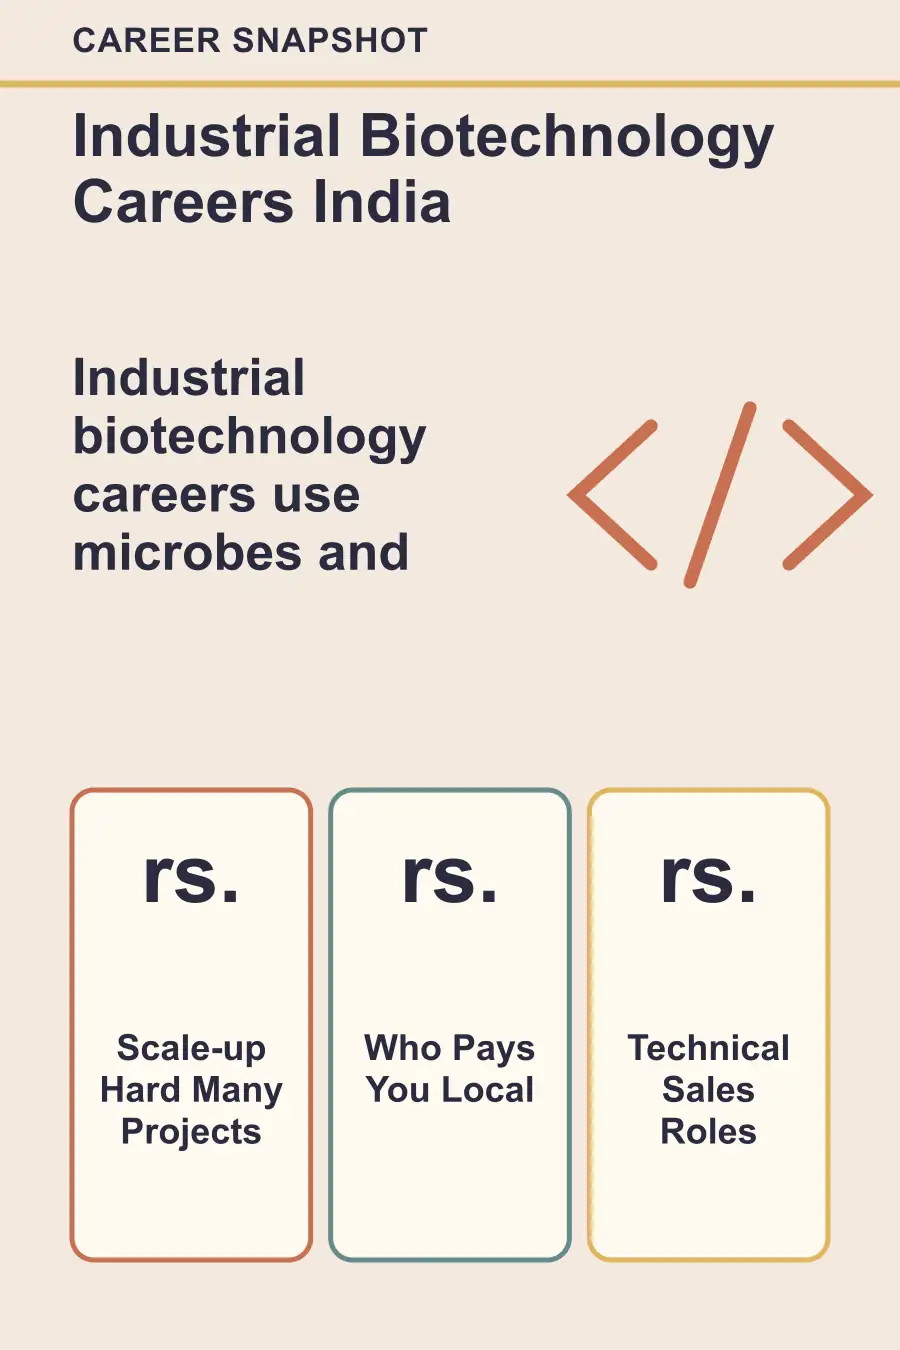 CAREER SNAPSHOT
Industrial Biotechnology
Careers India
Industrial
biotechnology
careers use
microbes and
</>
rs.
Scale-up
Hard Many
Projects
rs.
Who Pays
You Local
rs.
Technical
Sales
Roles